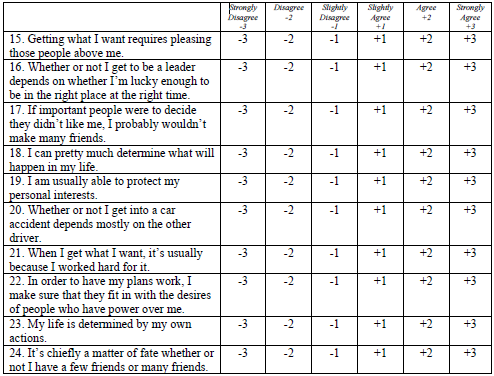 Strongly Disagree -3 Disagree -2 Slightly Disagree -1 Slightly Agree +1 Agree +2 Strongly Agree +3
15. Getting what I want requires pleasing
those people above me. -3 -2 -1 +1 +2 +3
16. Whether or not I get to be a leader
depends on whether I'm lucky enough to
be in the right place at the right time. -3 -2 -1 +1 +2 +3
17. If important people were to decide
they didn't like me, I probably wouldn't
make many friends. -3 -2 -1 +1 +2 +3
18. I can pretty much determine what will
happen in my life. -3 -2 -1 +1 +2 +3
19. I am usually able to protect my
personal interests. -3 -2 -1 +1 +2 +3
20. Whether or not I get into a car
accident depends mostly on the other
driver. -3 -2 -1 +1 +2 +3
21. When I get what I want, it's usually
because I worked hard for it. -3 -2 -1 +1 +2 +3
22. In order to have my plans work, I
make sure that they fit in with the desires
of people who have power over me. -3 -2 -1 +1 +2 +3
23. My life is determined by my own
actions. -3 -2 -1 +1 +2 +3
24. It's chiefly a matter of fate whether or
not I have a few friends or many friends. -3 -2 -1 +1 +2 +3